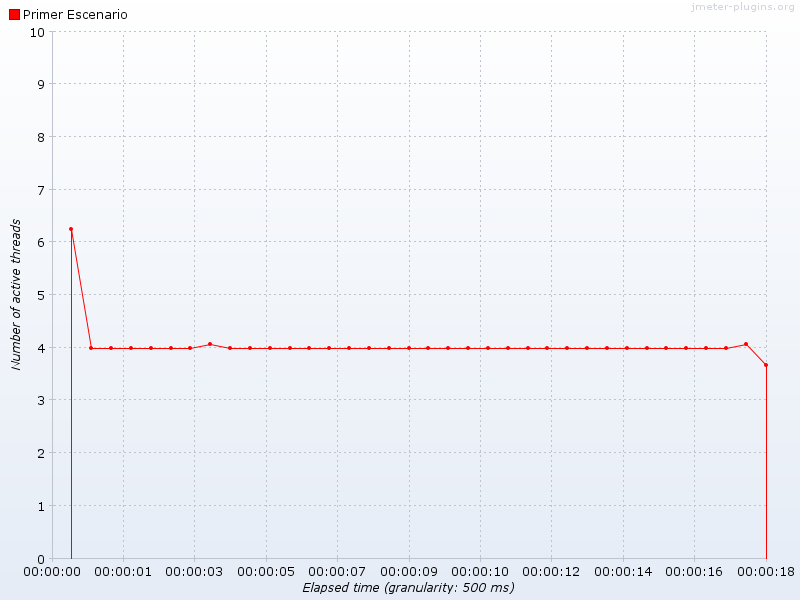 jmeter-plugins.org
Primer Escenario
10
9
8
7
6
5
4
3
2
1
0
Number of active threads
00:00:00 00:00:01 00:00:03 00:00:05 00:00:07 00:00:09 00:00:10 00:00:12 00:00:14 00:00:16 00:00:18
Elapsed time (granularity: 500 ms)